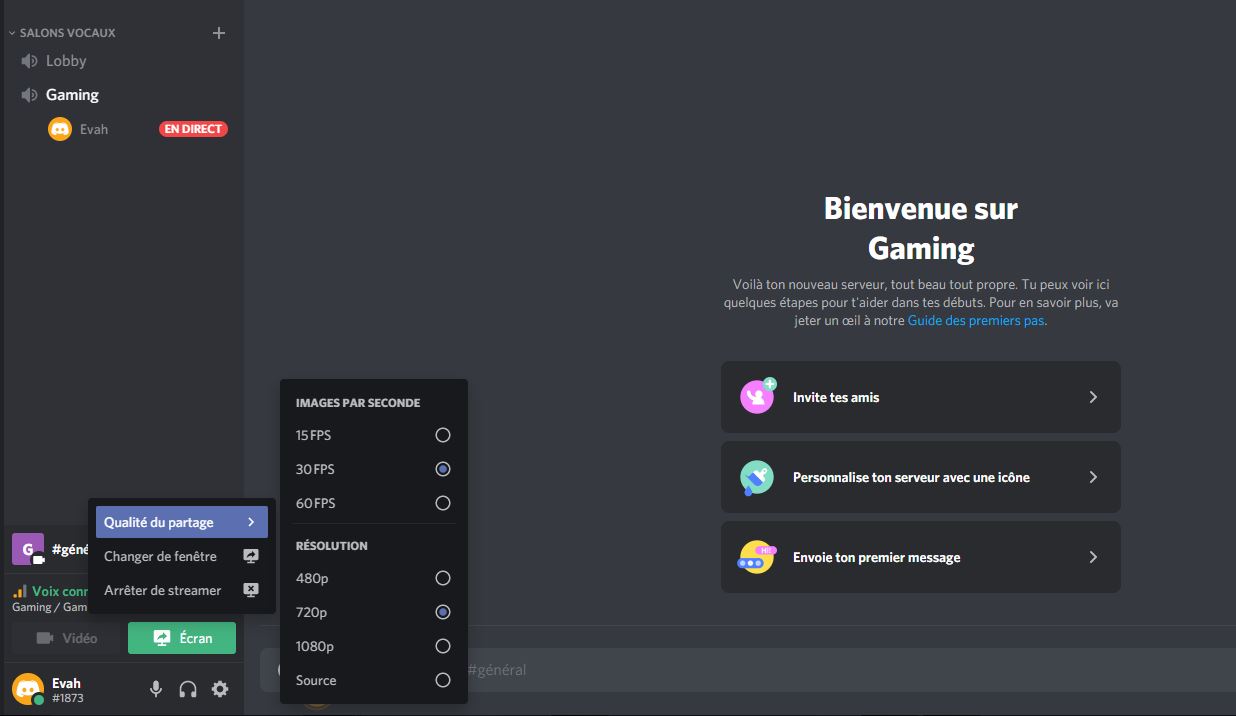 SALONS VOCAUX
Lobby
Gaming
Evah
EN DIRECT
Bienvenue sur
Gaming
Voilà ton nouveau serveur, tout beau tout propre. Tu peux voir ici
quelques étapes pour t'aider dans tes débuts. Pour en savoir plus, va
jeter un œil à notre Guide des premiers pas.
Invite tes amis
Personnalise ton serveur avec une icône
Hi!
Envoie ton premier message
IMAGES PAR SECONDE
15 FPS
30 FPS
60 FPS
RÉSOLUTION
480p
720p
1080p
Source
Qualité du partage
Changer de fenêtre
Arrêter de streamer
G
#géné
Voix conn
Gaming / Gam
Vidéo
Écran
Evah
#1873
#général